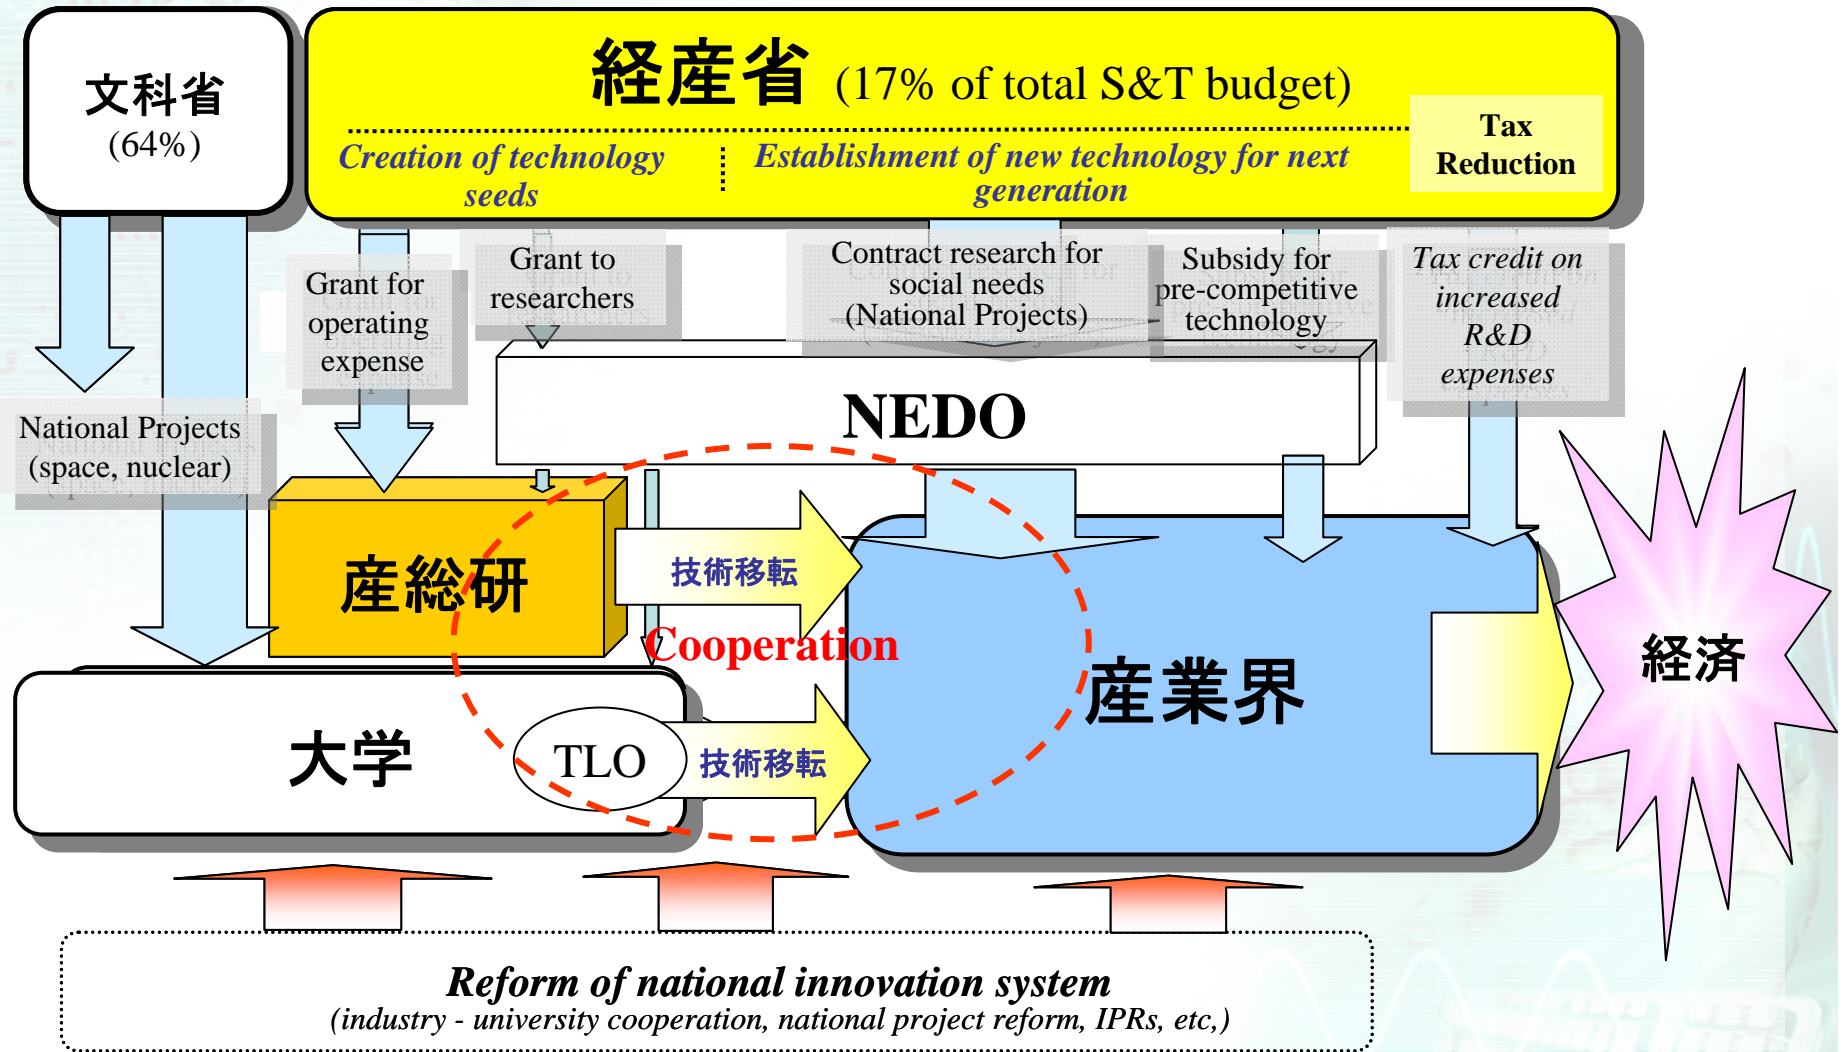 文科省
(64%)
経産省 (17% of total S&T budget)
Creation of technology
seeds
Establishment of new technology for next
generation
Tax
Reduction
Grant for
operating
expense
Grant to
researchers
Contract research for
social needs
(National Projects)
Subsidy for
pre-competitive
technology
Tax credit on
increased
R&D
expenses
National Projects
(space, nuclear)
NEDO
産総研
技術移転
Cooperation
産業界
経済
大学
TLO
技術移転
Reform of national innovation system
(industry - university cooperation, national project reform, IPRs, etc,)